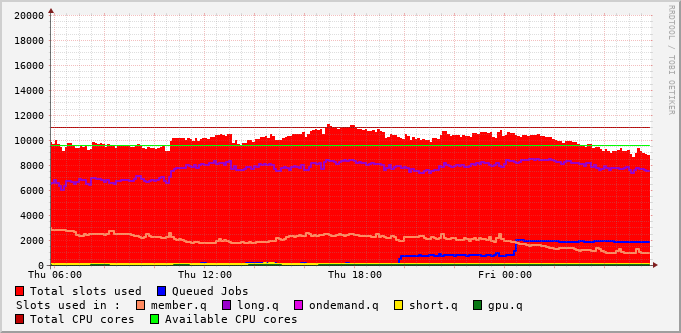 20000
18000
16000
14000
12000
10000
8000
6000
4000
2000
0
Thu 06:00 Thu 12:00 Thu 18:00 Fri 00:00
Total slots used Queued Jobs
Slots used in : member.q long.q ondemand.q short.q gpu.q
Total CPU cores Available CPU cores
RRDTOOL / TOBI OETIKER